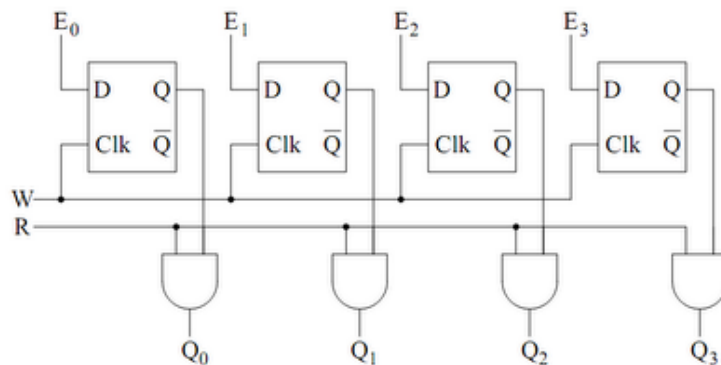 E₀ E₁ E₂ E₃
D Q D Q D Q D Q
Clk Q̅ Clk Q̅ Clk Q̅ Clk Q̅
W
R
Q₀ Q₁ Q₂ Q₃